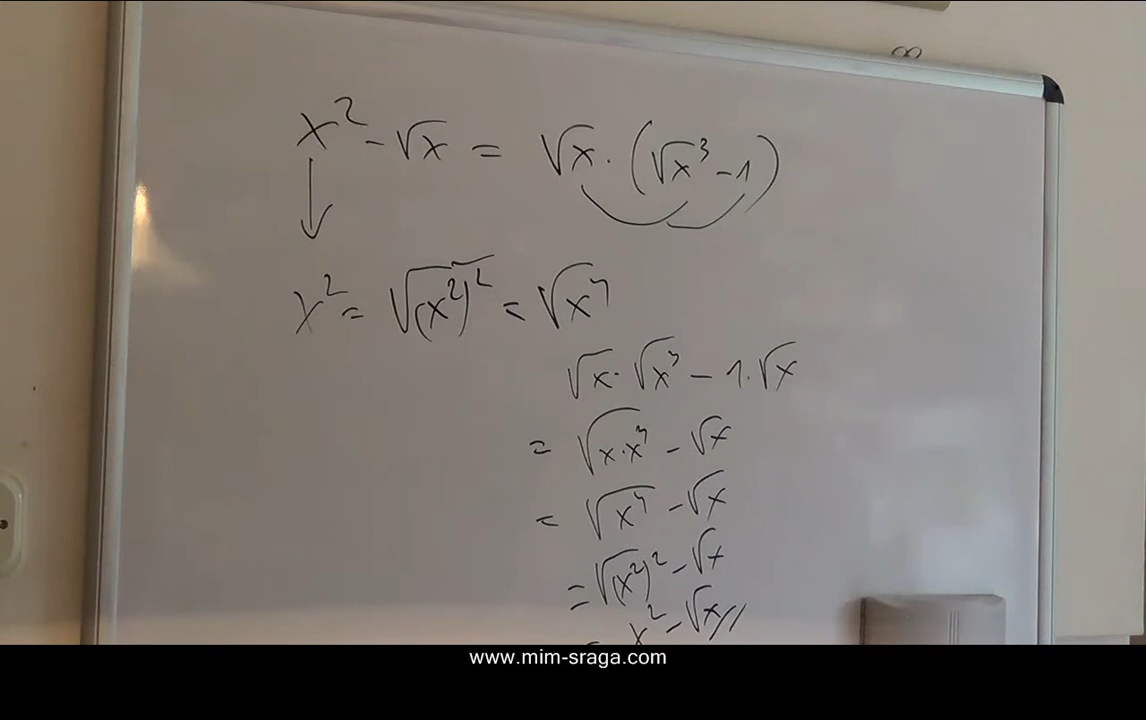 x² - √x = √x · (√x³ - 1)
x² = √(x²)² = √x⁴
√x · √x³ - 1 · √x
= √x·x³ - √x
= √x⁴ - √x
= √(x²)² - √x
= x² - √x //
www.mim-sraga.com